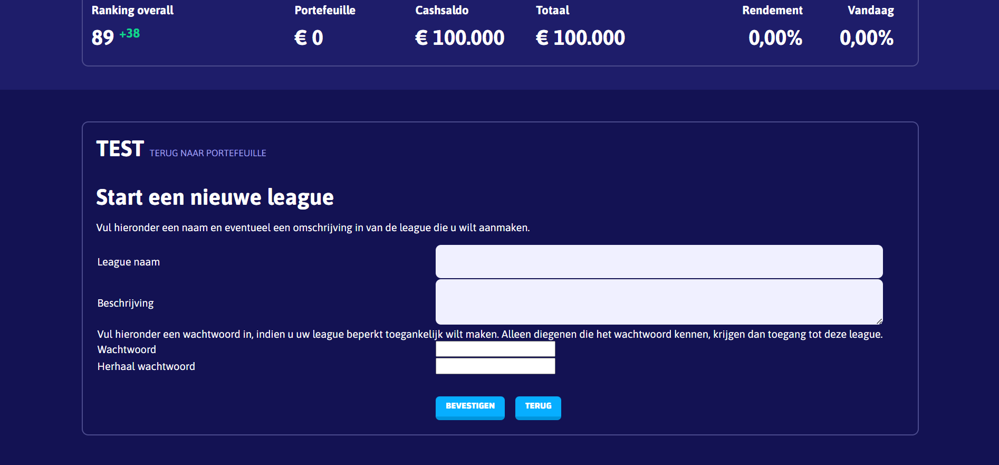 Ranking overall Portefeuille Cashsaldo Totaal Rendement Vandaag
89 +38 € 0 € 100.000 € 100.000 0,00% 0,00%
TEST TERUG NAAR PORTEFEUILLE
Start een nieuwe league
Vul hieronder een naam en eventueel een omschrijving in van de league die u wilt aanmaken.
League naam
Beschrijving
Vul hieronder een wachtwoord in, indien u uw league beperkt toegankelijk wilt maken. Alleen diegenen die het wachtwoord kennen, krijgen dan toegang tot deze league.
Wachtwoord
Herhaal wachtwoord
BEVESTIGEN TERUG